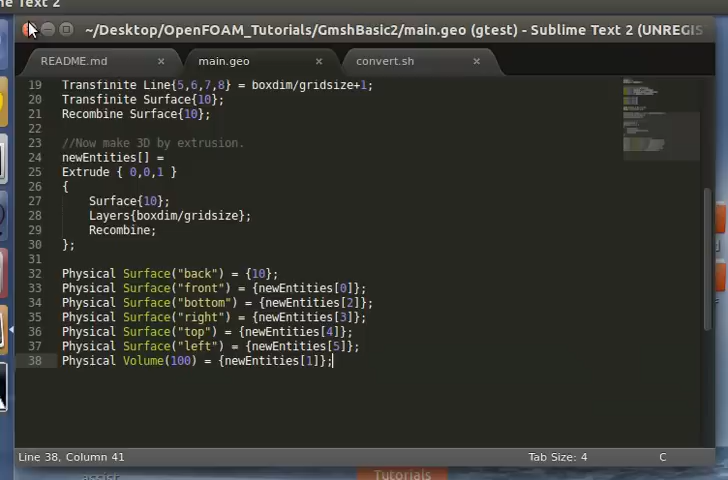 me Text 2
~/Desktop/OpenFOAM_Tutorials/GmshBasic2/main.geo (gtest) - Sublime Text 2 (UNREGIS
README.md × main.geo × convert.sh ×
19 Transfinite Line{5,6,7,8} = boxdim/gridsize+1;
20 Transfinite Surface{10};
21 Recombine Surface{10};
22
23 //Now make 3D by extrusion.
24 newEntities[] =
25 Extrude { 0,0,1 }
26 {
27 Surface{10};
28 Layers{boxdim/gridsize};
29 Recombine;
30 };
31
32 Physical Surface("back") = {10};
33 Physical Surface("front") = {newEntities[0]};
34 Physical Surface("bottom") = {newEntities[2]};
35 Physical Surface("right") = {newEntities[3]};
36 Physical Surface("top") = {newEntities[4]};
37 Physical Surface("left") = {newEntities[5]};
38 Physical Volume(100) = {newEntities[1]};
Line 38, Column 41 Tab Size: 4 C
assist Tutorials